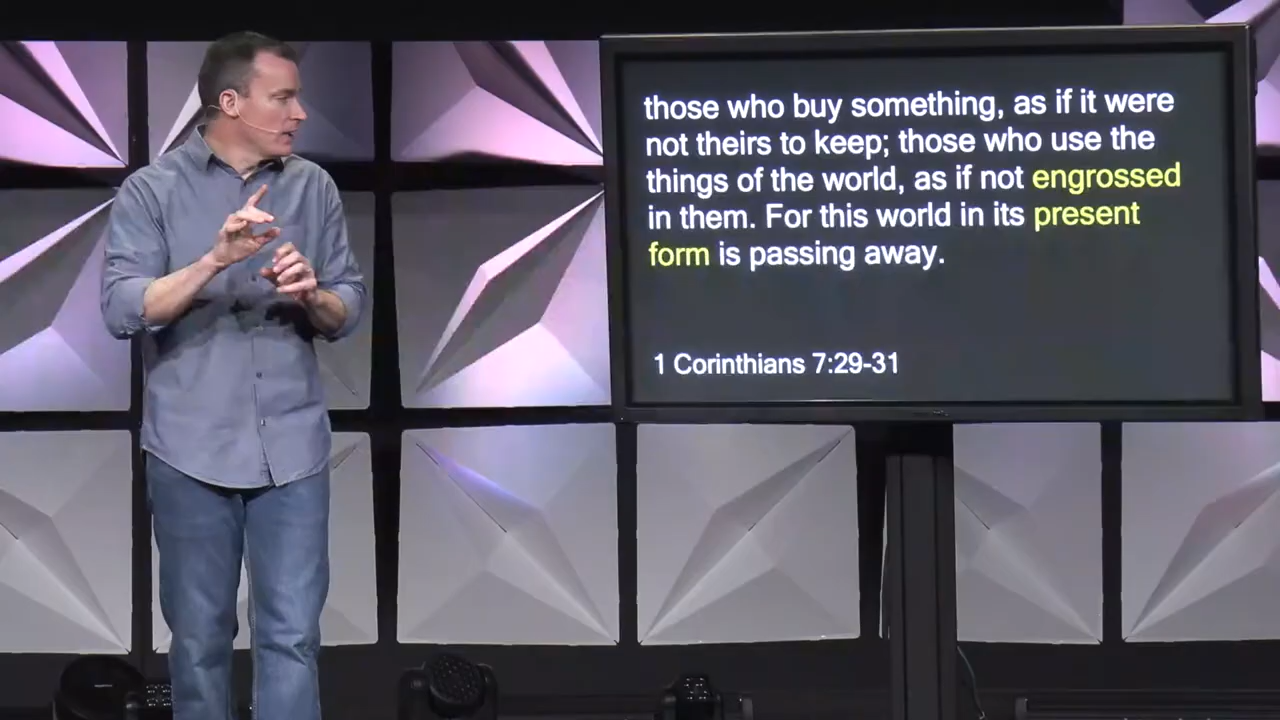 those who buy something, as if it were
not theirs to keep; those who use the
things of the world, as if not engrossed
in them. For this world in its present
form is passing away.
1 Corinthians 7:29-31